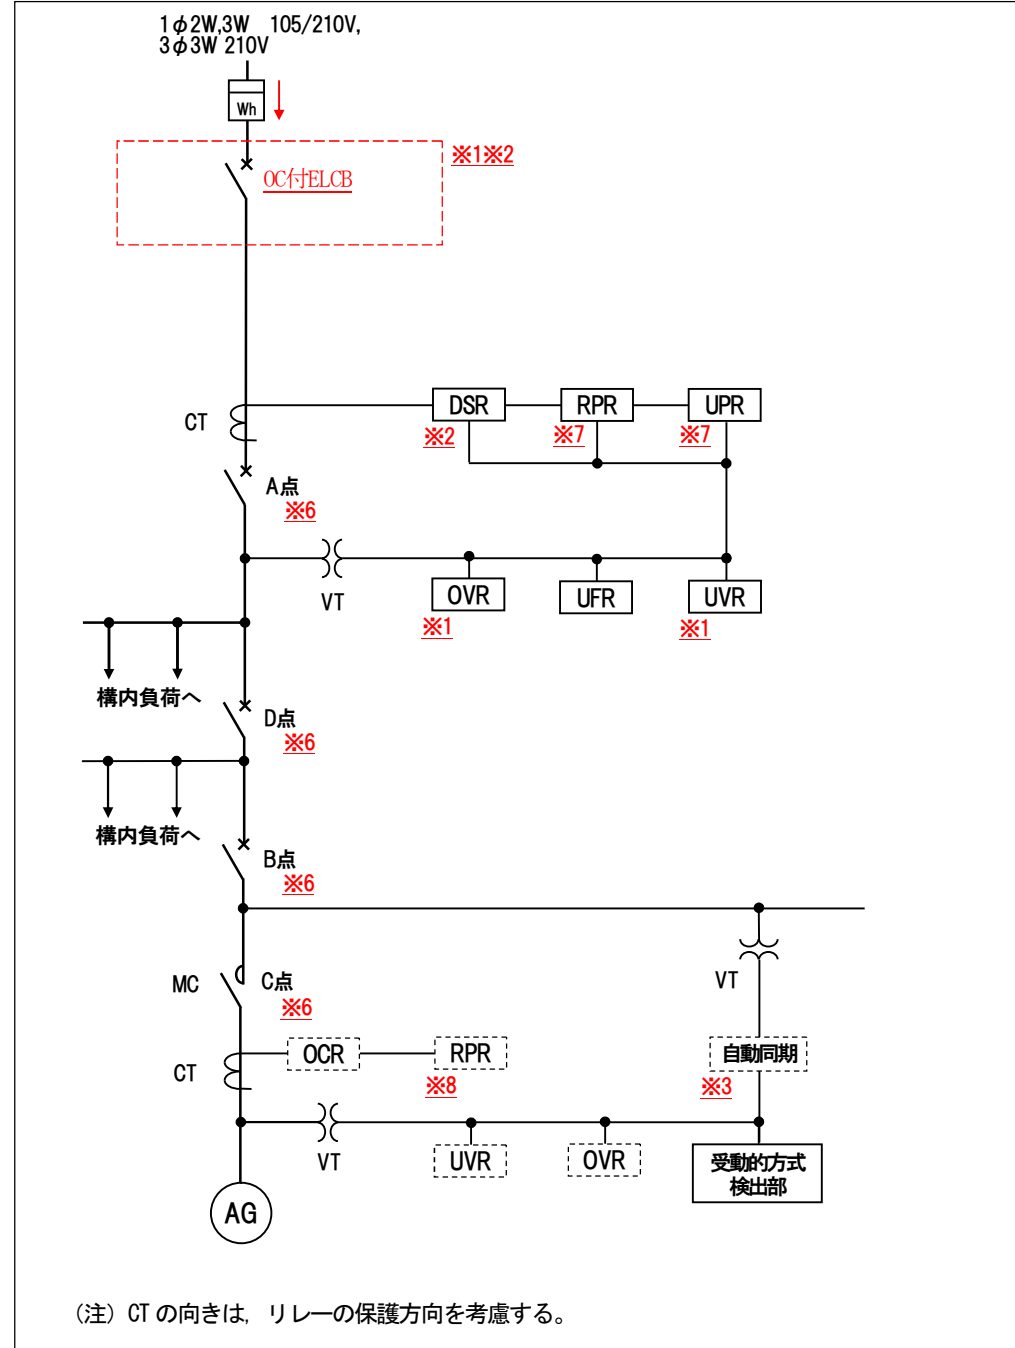 1φ2W,3W 105/210V,
3φ3W 210V
Wh
※1※2
OC付ELCB
DSR
RPR
UPR
CT
※2
※7
※7
A点
※6
VT
OVR
UFR
UVR
※1
※1
構内負荷へ
D点
※6
構内負荷へ
B点
※6
MC
C点
※6
VT
CT
OCR
RPR
自動同期
※8
※3
VT
UVR
OVR
受動的方式
検出部
AG
(注) CTの向きは, リレーの保護方向を考慮する。